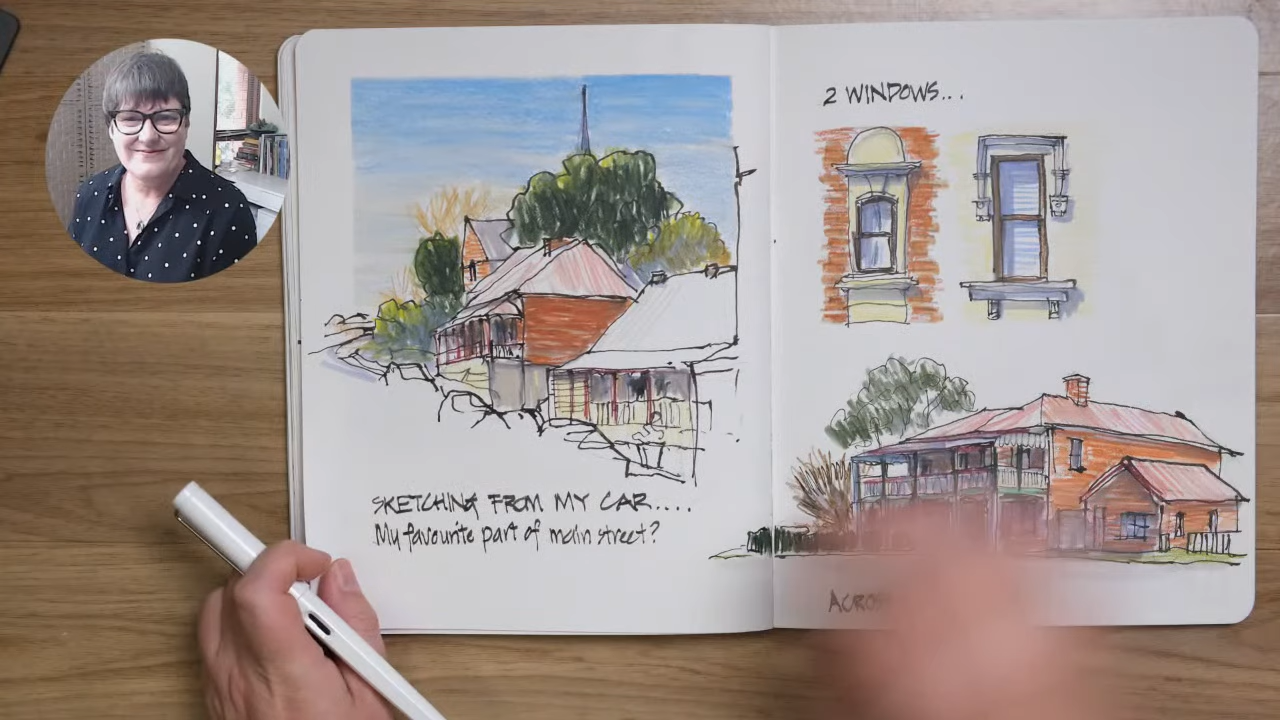 SKETCHING FROM MY CAR....
My favourite part of main street?
2 WINDOWS...